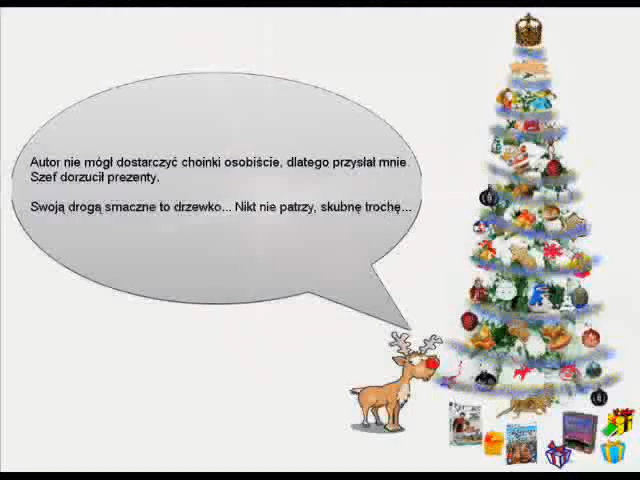 Autor nie mógł dostarczyć choinki osobiście, dlatego przysłał mnie.
Szef dorzucił prezenty.
Swoją drogą smaczne to drzewko... Nikt nie patrzy, skubnę trochę...